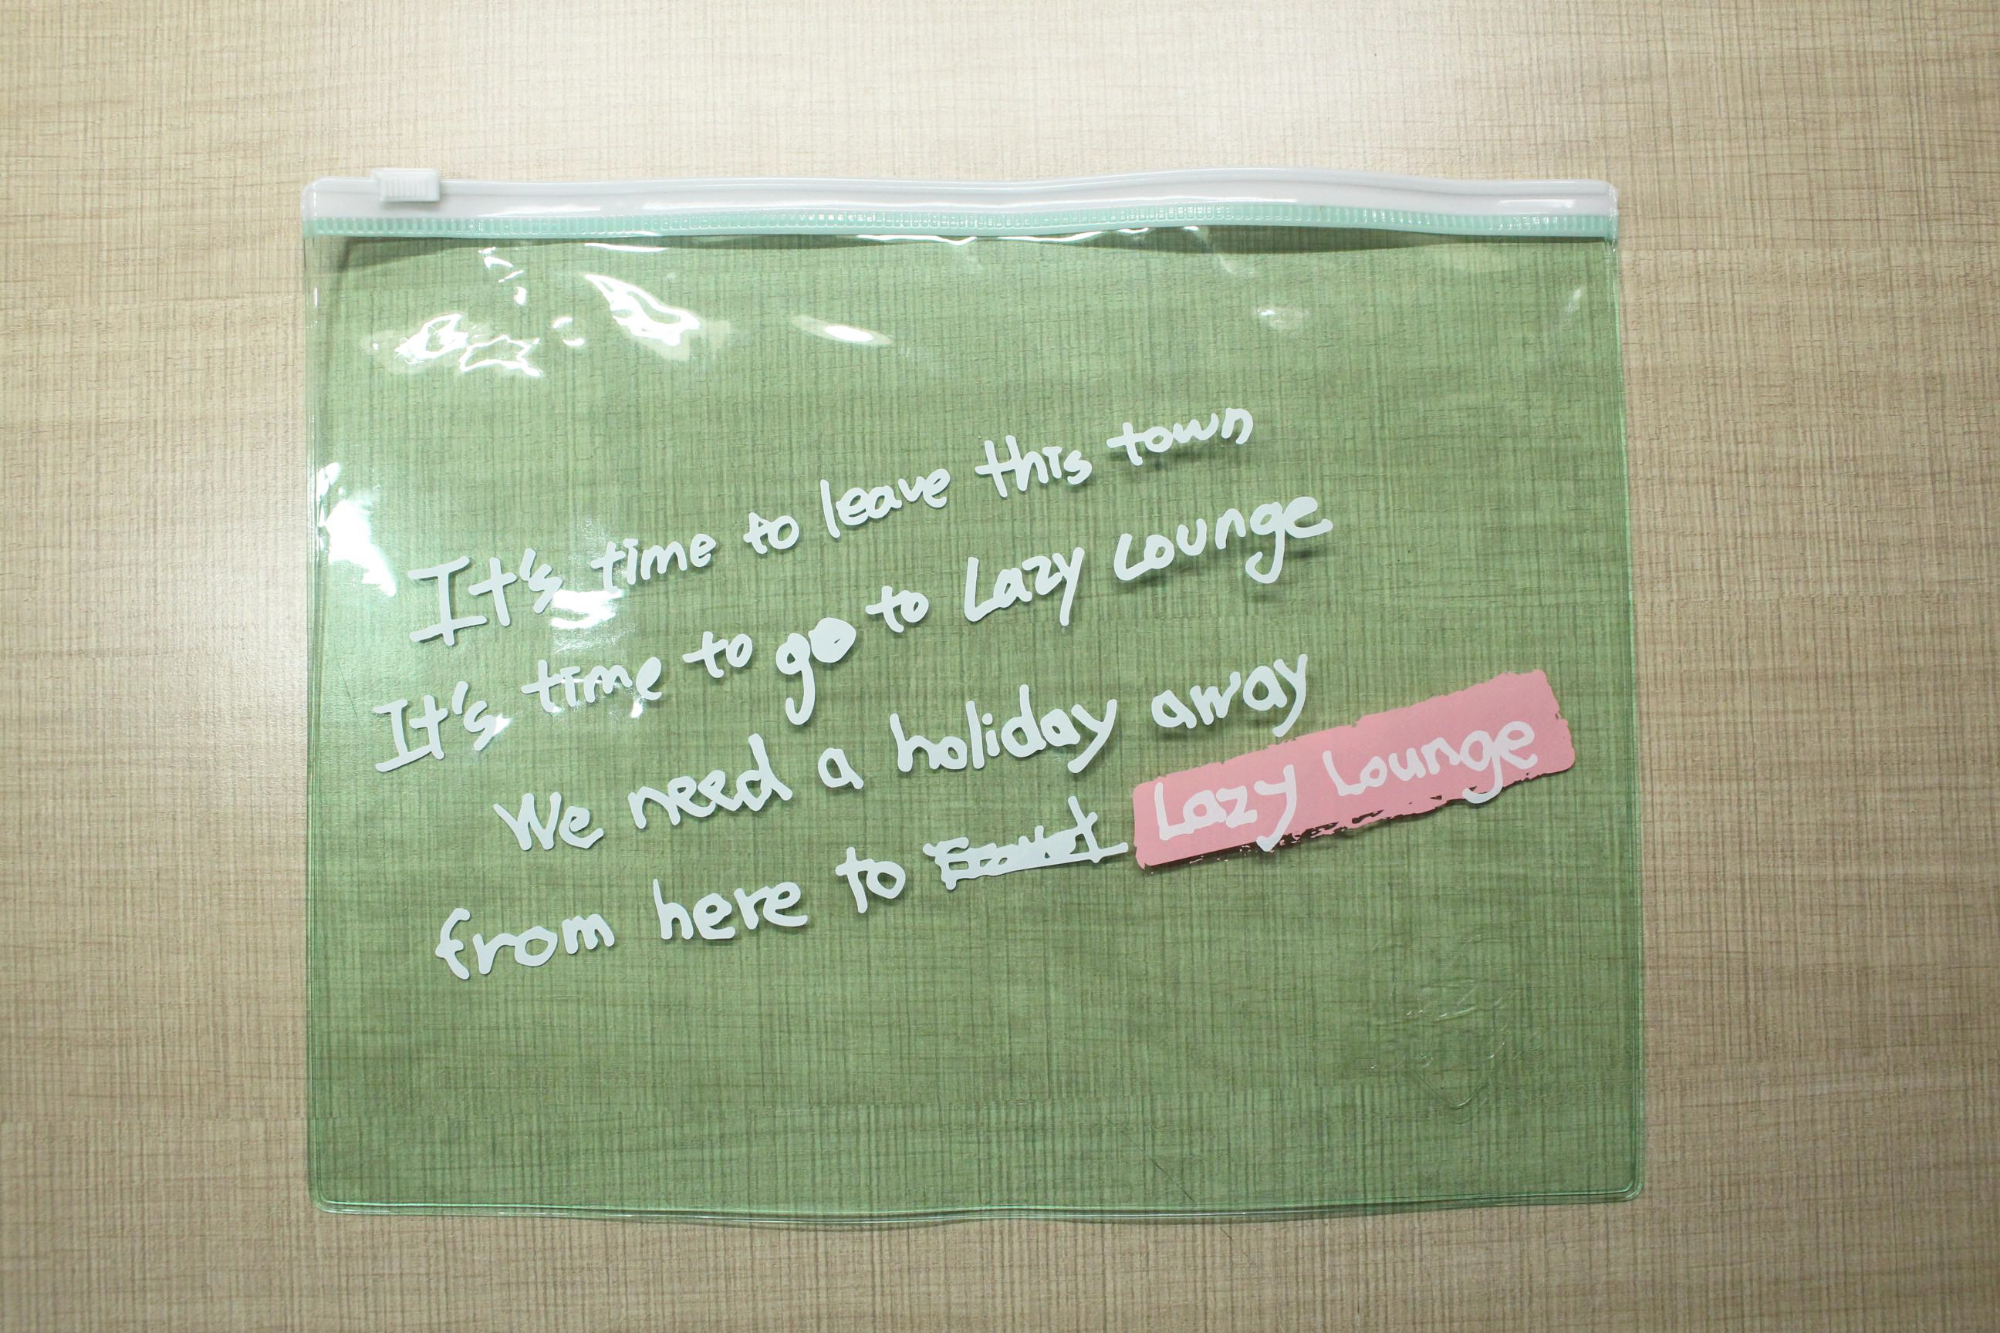 It's time to leave this town
It's time to go to Lazy Lounge
We need a holiday away
from here to Lazy Lounge